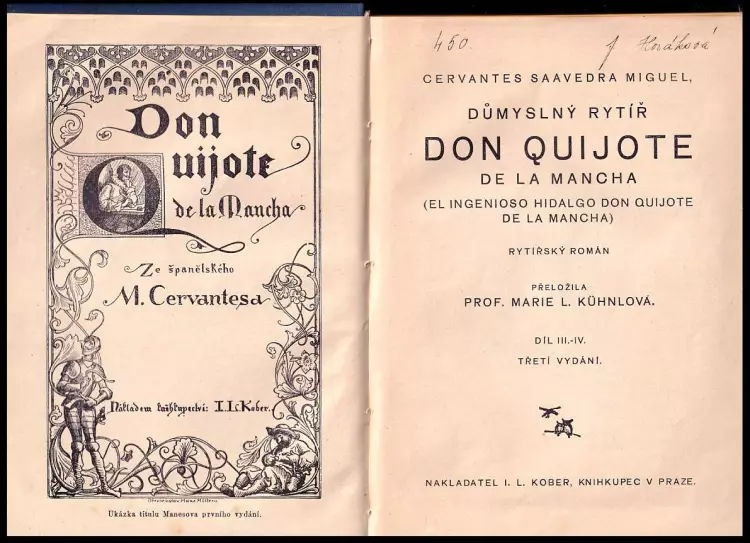 Don
Quijote
de la Mancha
Ze španělského
M. Cervantesa
Nákladem knihkupectví: I. L. Kober.
Ukázka titulu Manesova prvního vydání.
450.
J Horáková
CERVANTES SAAVEDRA MIGUEL,
DŮMYSLNÝ RYTÍŘ
DON QUIJOTE
DE LA MANCHA
(EL INGENIOSO HIDALGO DON QUIJOTE
DE LA MANCHA)
RYTÍŘSKÝ ROMÁN
PŘELOŽILA
PROF. MARIE L. KÜHNLOVÁ.
DÍL III.-IV.
TŘETÍ VYDÁNÍ.
NAKLADATEL I. L. KOBER, KNIHKUPEC V PRAZE.